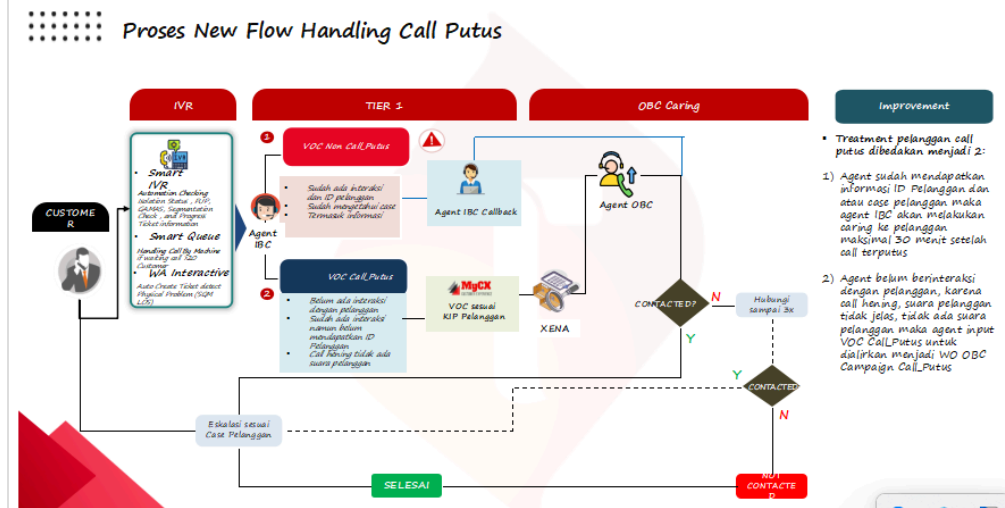 Proses New Flow Handling Call Putus
IVR
TIER 1
OBC Caring
Improvement
CUSTOME
R
• Smart
IVR
Automation Checking
Isolation Status, FUP,
GAMAS, Segmentation
Check, and Progress
Ticket information
• Smart Queue
Handling Call By Machine
if waiting call >20
Customer
• WA Interactive
Auto Create Ticket detect
Physical Problem (SQM
LOS)
Agent
IBC
1
VOC Non Call_Putus
• Sudah ada interaksi
dan ID pelanggan
• Sudah mengetahui case
• Termasuk informasi
Agent IBC Callback
2
VOC Call_Putus
• Belum ada interaksi
dengan pelanggan
• Sudah ada interaksi
namun belum
mendapatkan ID
Pelanggan
• Call hening tidak ada
suara pelanggan
MyCX
VOC sesuai
KIP Pelanggan
XENA
Agent OBC
CONTACTED?
N
Y
Hubungi
sampai 3x
CONTACTED
Y
N
Eskalasi sesuai
Case Pelanggan
SELESAI
NOT
CONTACTE
D
▪ Treatment pelanggan call
putus dibedakan menjadi 2:
1) Agent sudah mendapatkan
informasi ID Pelanggan dan
atau case pelanggan maka
agent IBC akan melakukan
caring ke pelanggan
maksimal 30 menit setelah
call terputus
2) Agent belum berinteraksi
dengan pelanggan, karena
call hening, suara pelanggan
tidak jelas, tidak ada suara
pelanggan maka agent input
VOC Call_Putus untuk
dialirkan menjadi WO OBC
Campaign Call_Putus